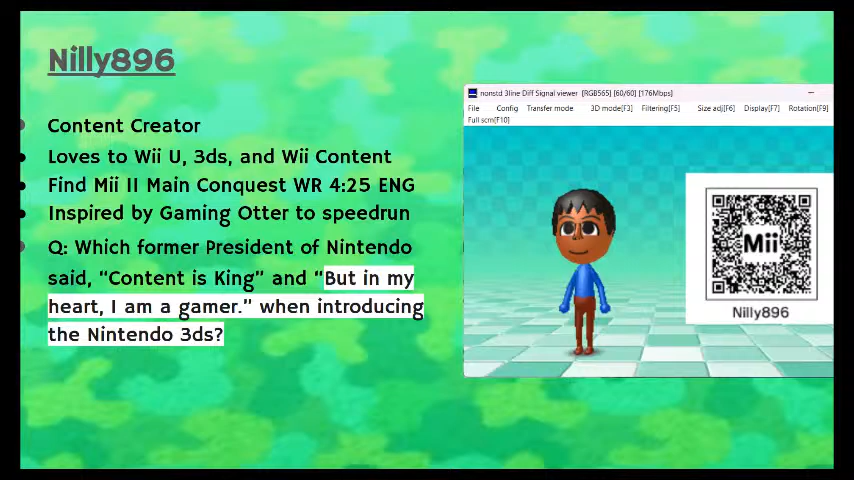 Nilly896
Content Creator
Loves to Wii U, 3ds, and Wii Content
Find Mii II Main Conquest WR 4:25 ENG
Inspired by Gaming Otter to speedrun
Q: Which former President of Nintendo
said, “Content is King” and “But in my
heart, I am a gamer.” when introducing
the Nintendo 3ds?
nonstd 3line Diff Signal viewer [RGB565] [60/60] [176Mbps]
File Config Transfer mode 3D mode[F3] Filtering[F5] Size adj[F6] Display[F7] Rotation[F9]
Full scrn[F10]
Mii
Nilly896